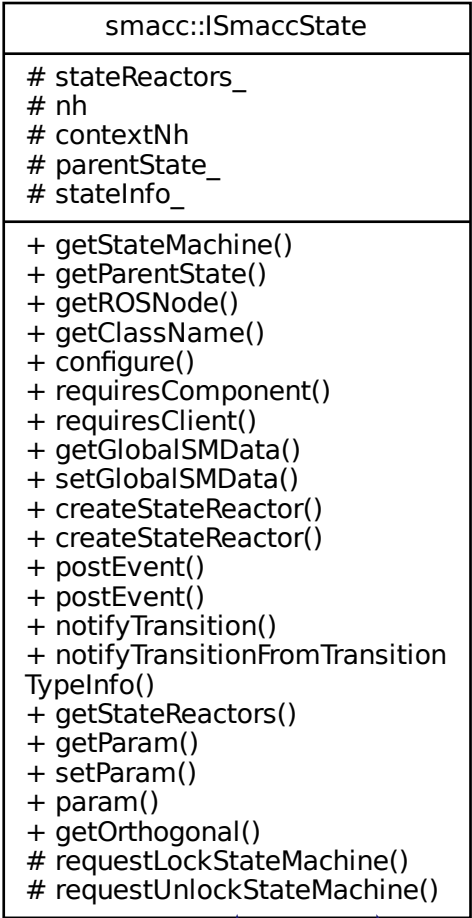 smacc::ISmaccState
# stateReactors_
# nh
# contextNh
# parentState_
# stateInfo_
+ getStateMachine()
+ getParentState()
+ getROSNode()
+ getClassName()
+ configure()
+ requiresComponent()
+ requiresClient()
+ getGlobalSMData()
+ setGlobalSMData()
+ createStateReactor()
+ createStateReactor()
+ postEvent()
+ postEvent()
+ notifyTransition()
+ notifyTransitionFromTransition
TypeInfo()
+ getStateReactors()
+ getParam()
+ setParam()
+ param()
+ getOrthogonal()
# requestLockStateMachine()
# requestUnlockStateMachine()